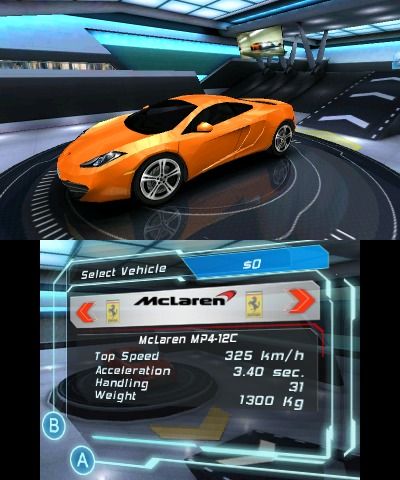 Select Vehicle
$0
McLaren
McLaren MP4-12C
Top Speed 325 km/h
Acceleration 3.40 sec.
Handling 31
Weight 1300 Kg
B
A